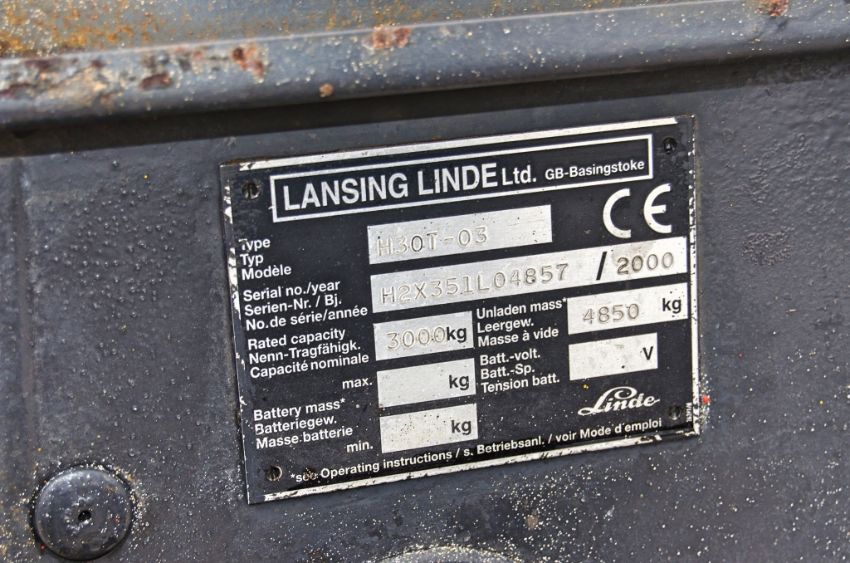 LANSING LINDE Ltd. GB-Basingstoke
CE
Type
Typ
Modèle
H30T-03
Serial no./year
Serien-Nr. / Bj.
No. de série/année
H2X351L04857 / 2000
Rated capacity
Nenn-Tragfähigk.
Capacité nominale
3000 kg
Unladen mass*
Leergew.
Masse à vide
4850 kg
max. kg
Batt.-volt.
Batt.-Sp.
Tension batt.
V
Battery mass*
Batteriegew.
Masse batterie
min. kg
Linde
*see Operating instructions / s. Betriebsanl. / voir Mode d'emploi